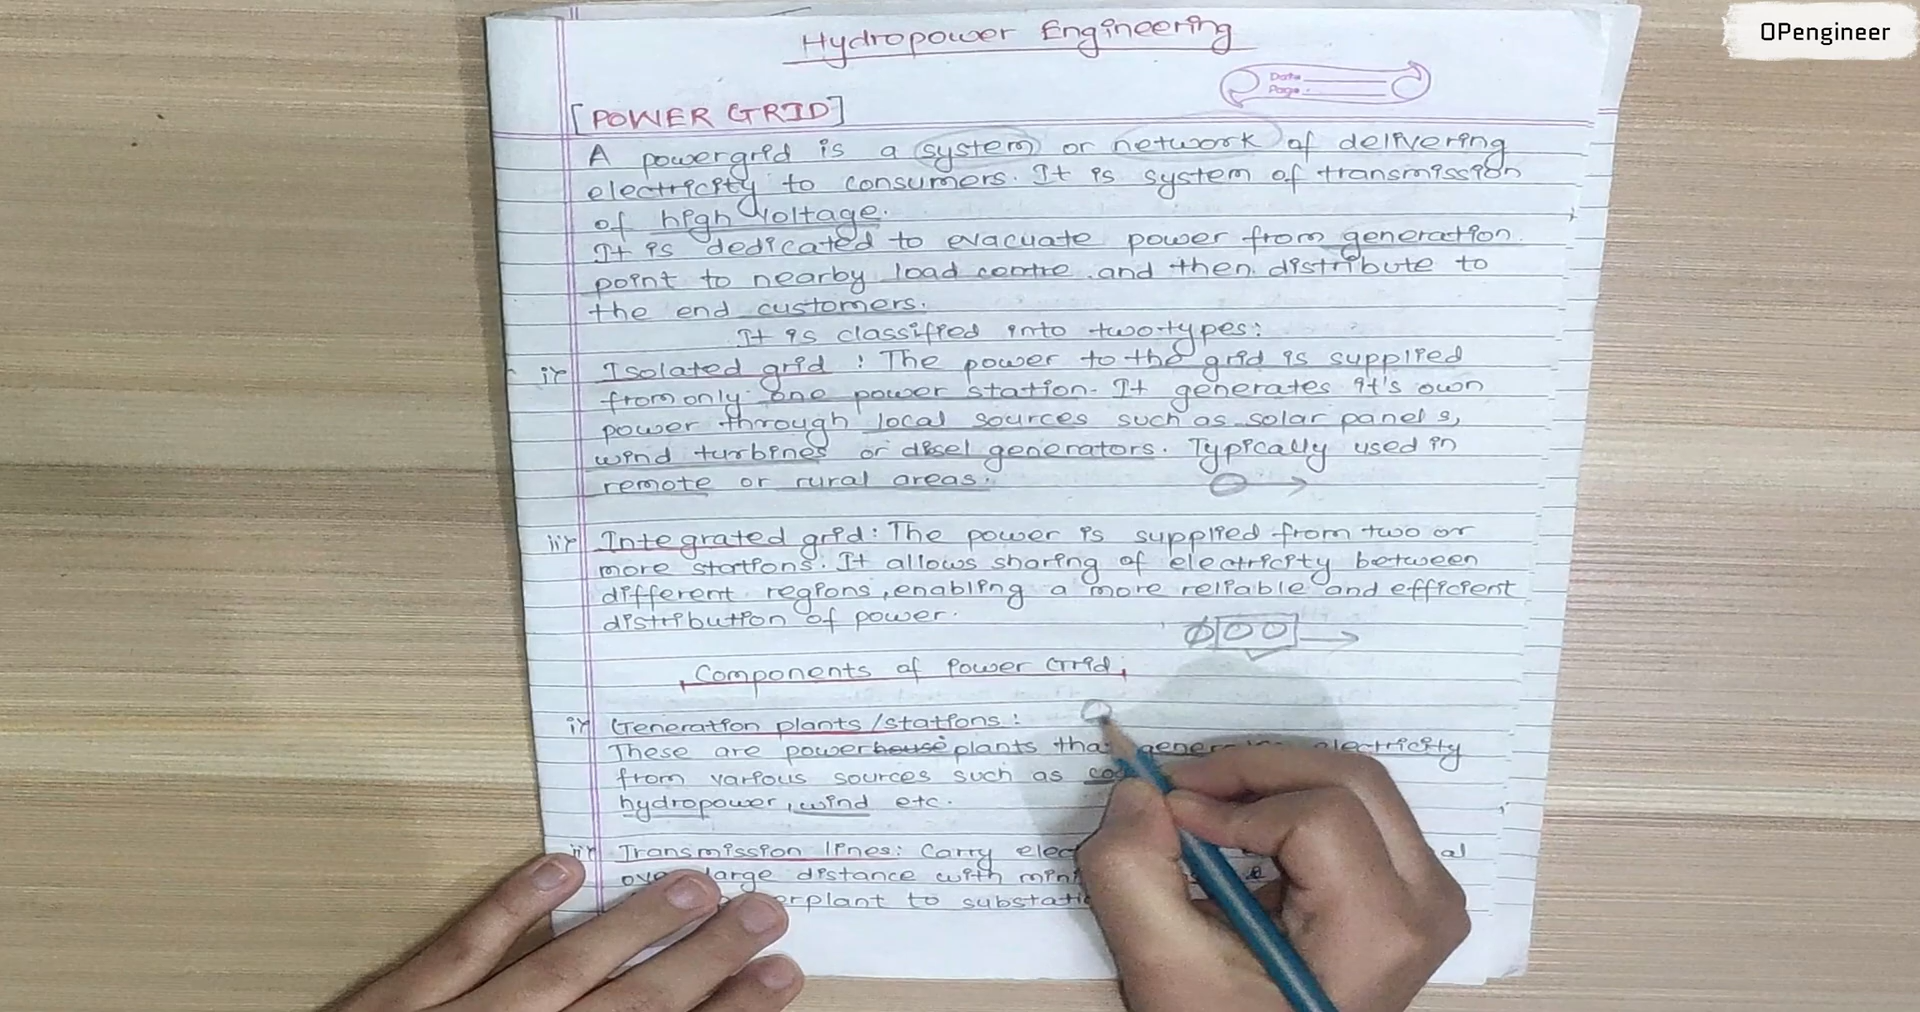 OPengineer
Hydropower Engineering
Date
Page
[POWER GRID]
A powergrid is a system or network of delivering
electricity to consumers. It is system of transmission
of high voltage.
It is dedicated to evacuate power from generation
point to nearby load centre and then distribute to
the end customers.
It is classified into two types:
i> Isolated grid : The power to the grid is supplied
from only one power station. It generates it's own
power through local sources such as solar panels,
wind turbines or disel generators. Typically used in
remote or rural areas.
ii> Integrated grid : The power is supplied from two or
more stations. It allows sharing of electricity between
different regions, enabling a more reliable and efficient
distribution of power.
Components of Power Grid
i> Generation plants/stations :
These are powerhouse plants electricity
from various sources such as
hydropower, wind etc.
ii> Transmission lines: Carry
large distance with
to